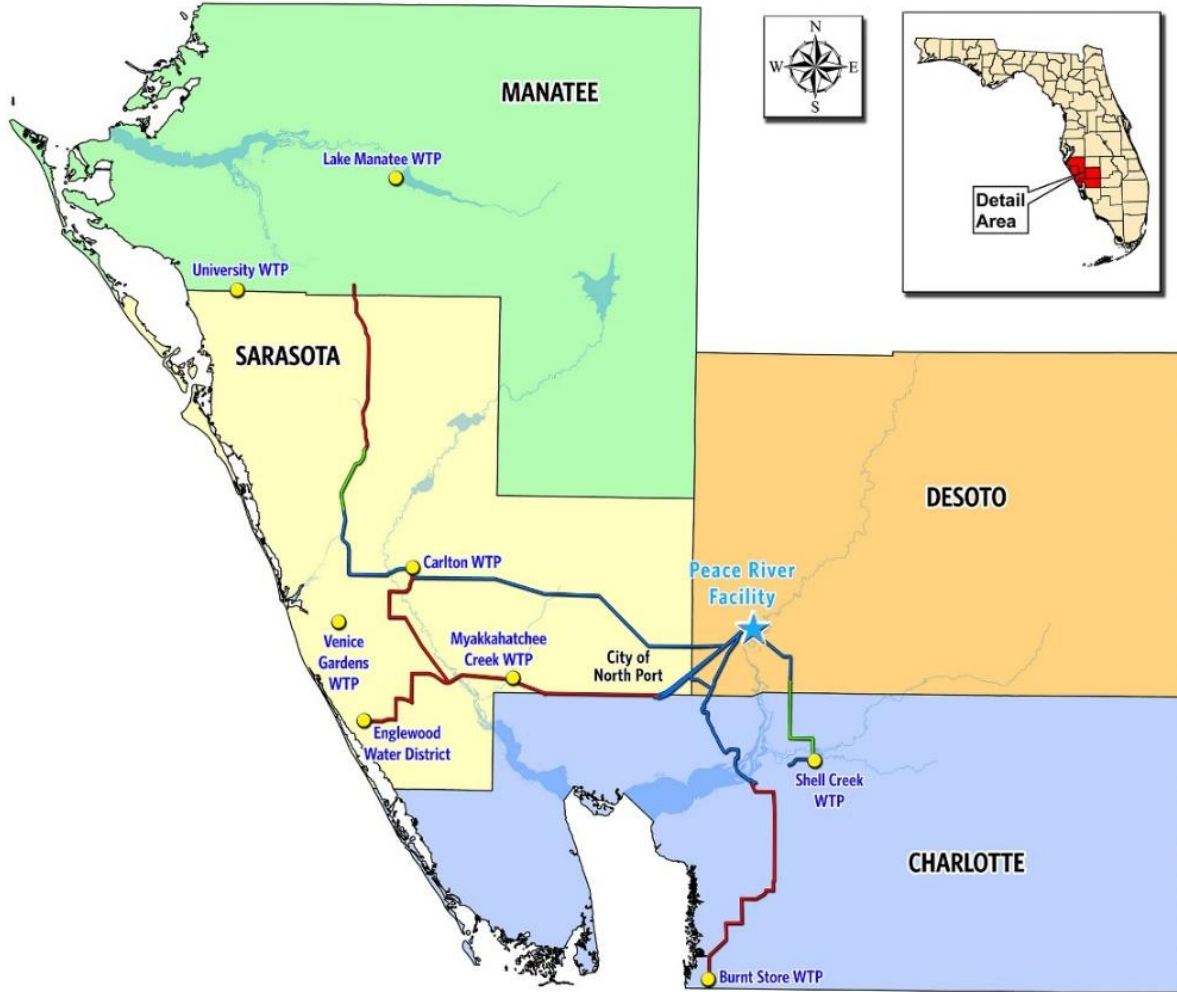 MANATEE
N
W E
S
Detail
Area
Lake Manatee WTP
University WTP
SARASOTA
DESOTO
Carlton WTP
Peace River
Facility
Venice
Gardens
WTP
Myakkahatchee
Creek WTP
City of
North Port
Englewood
Water District
Shell Creek
WTP
CHARLOTTE
Burnt Store WTP